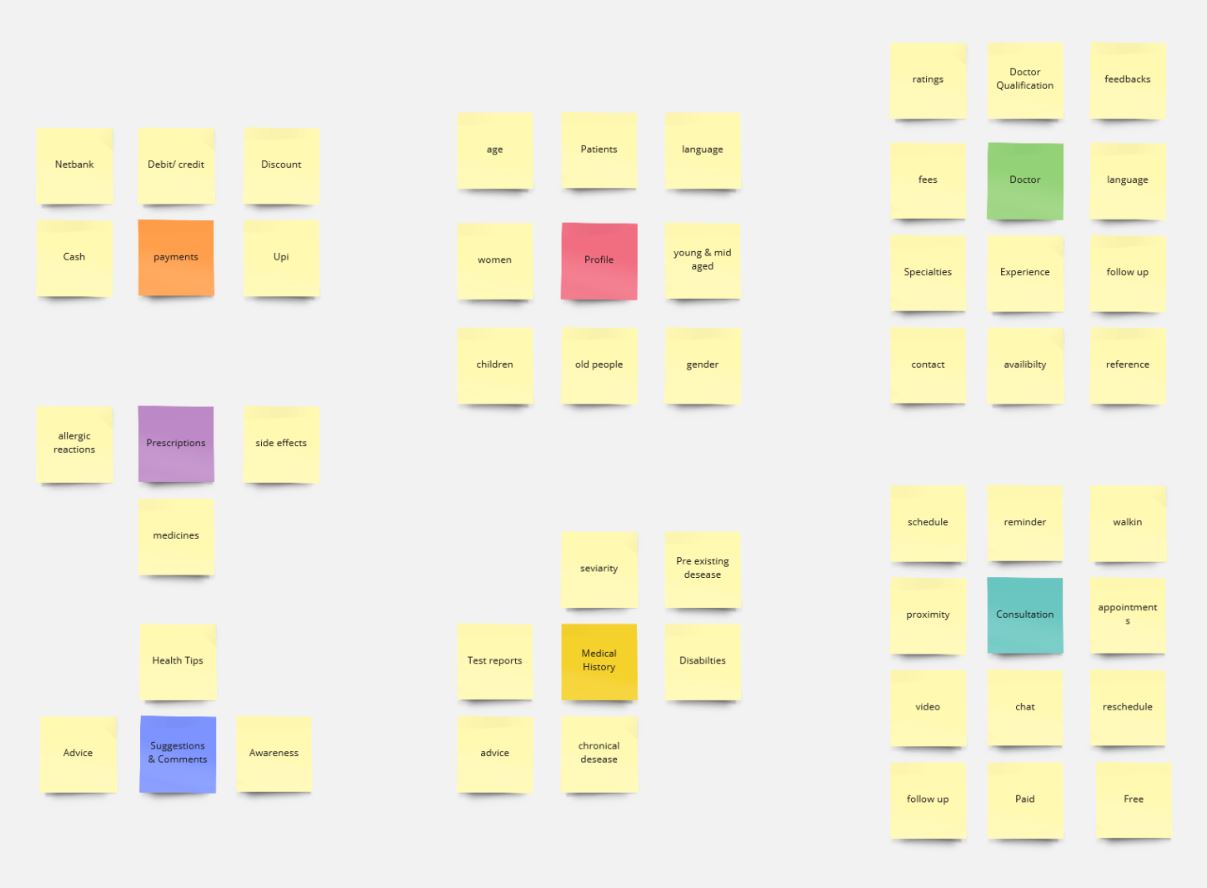 Netbank
Debit/ credit
Discount
Cash
payments
Upi
allergic
reactions
Prescriptions
side effects
medicines
Health Tips
Advice
Suggestions
& Comments
Awareness
age
Patients
language
women
Profile
young & mid
aged
children
old people
gender
seviarity
Pre existing
desease
Test reports
Medical
History
Disabilties
advice
chronical
desease
ratings
Doctor
Qualification
feedbacks
fees
Doctor
language
Specialties
Experience
follow up
contact
availibilty
reference
schedule
reminder
walkin
proximity
Consultation
appointment
s
video
chat
reschedule
follow up
Paid
Free